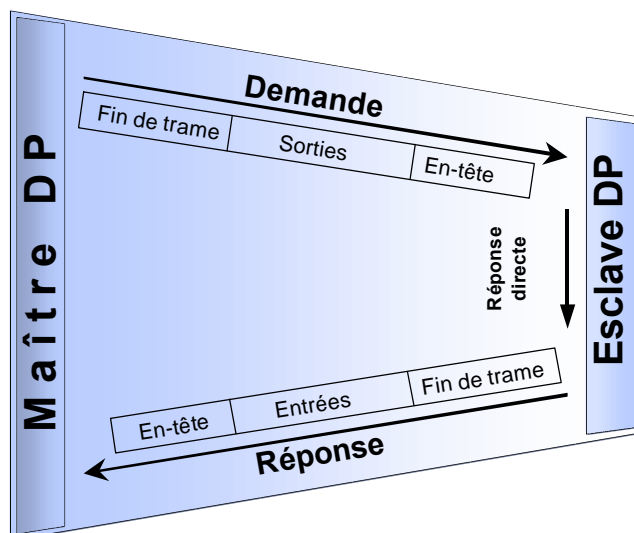 Maître DP
Demande
Fin de trame
Sorties
En-tête
Réponse
directe
Esclave DP
En-tête
Entrées
Fin de trame
Réponse